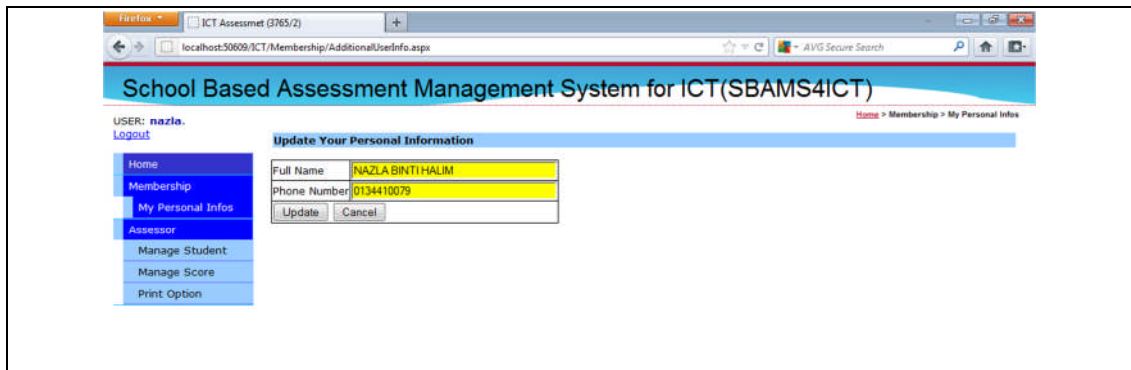 Firefox
ICT Assessmet (3765/2)
localhost:50609/ICT/Membership/AdditionalUserInfo.aspx
AVG Secure Search
School Based Assessment Management System for ICT(SBAMS4ICT)
USER: nazla.
Home > Membership > My Personal Infos
Logout
Update Your Personal Information
Home
Full Name NAZLA BINTI HALIM
Membership
Phone Number 0134410079
My Personal Infos
Update Cancel
Assessor
Manage Student
Manage Score
Print Option